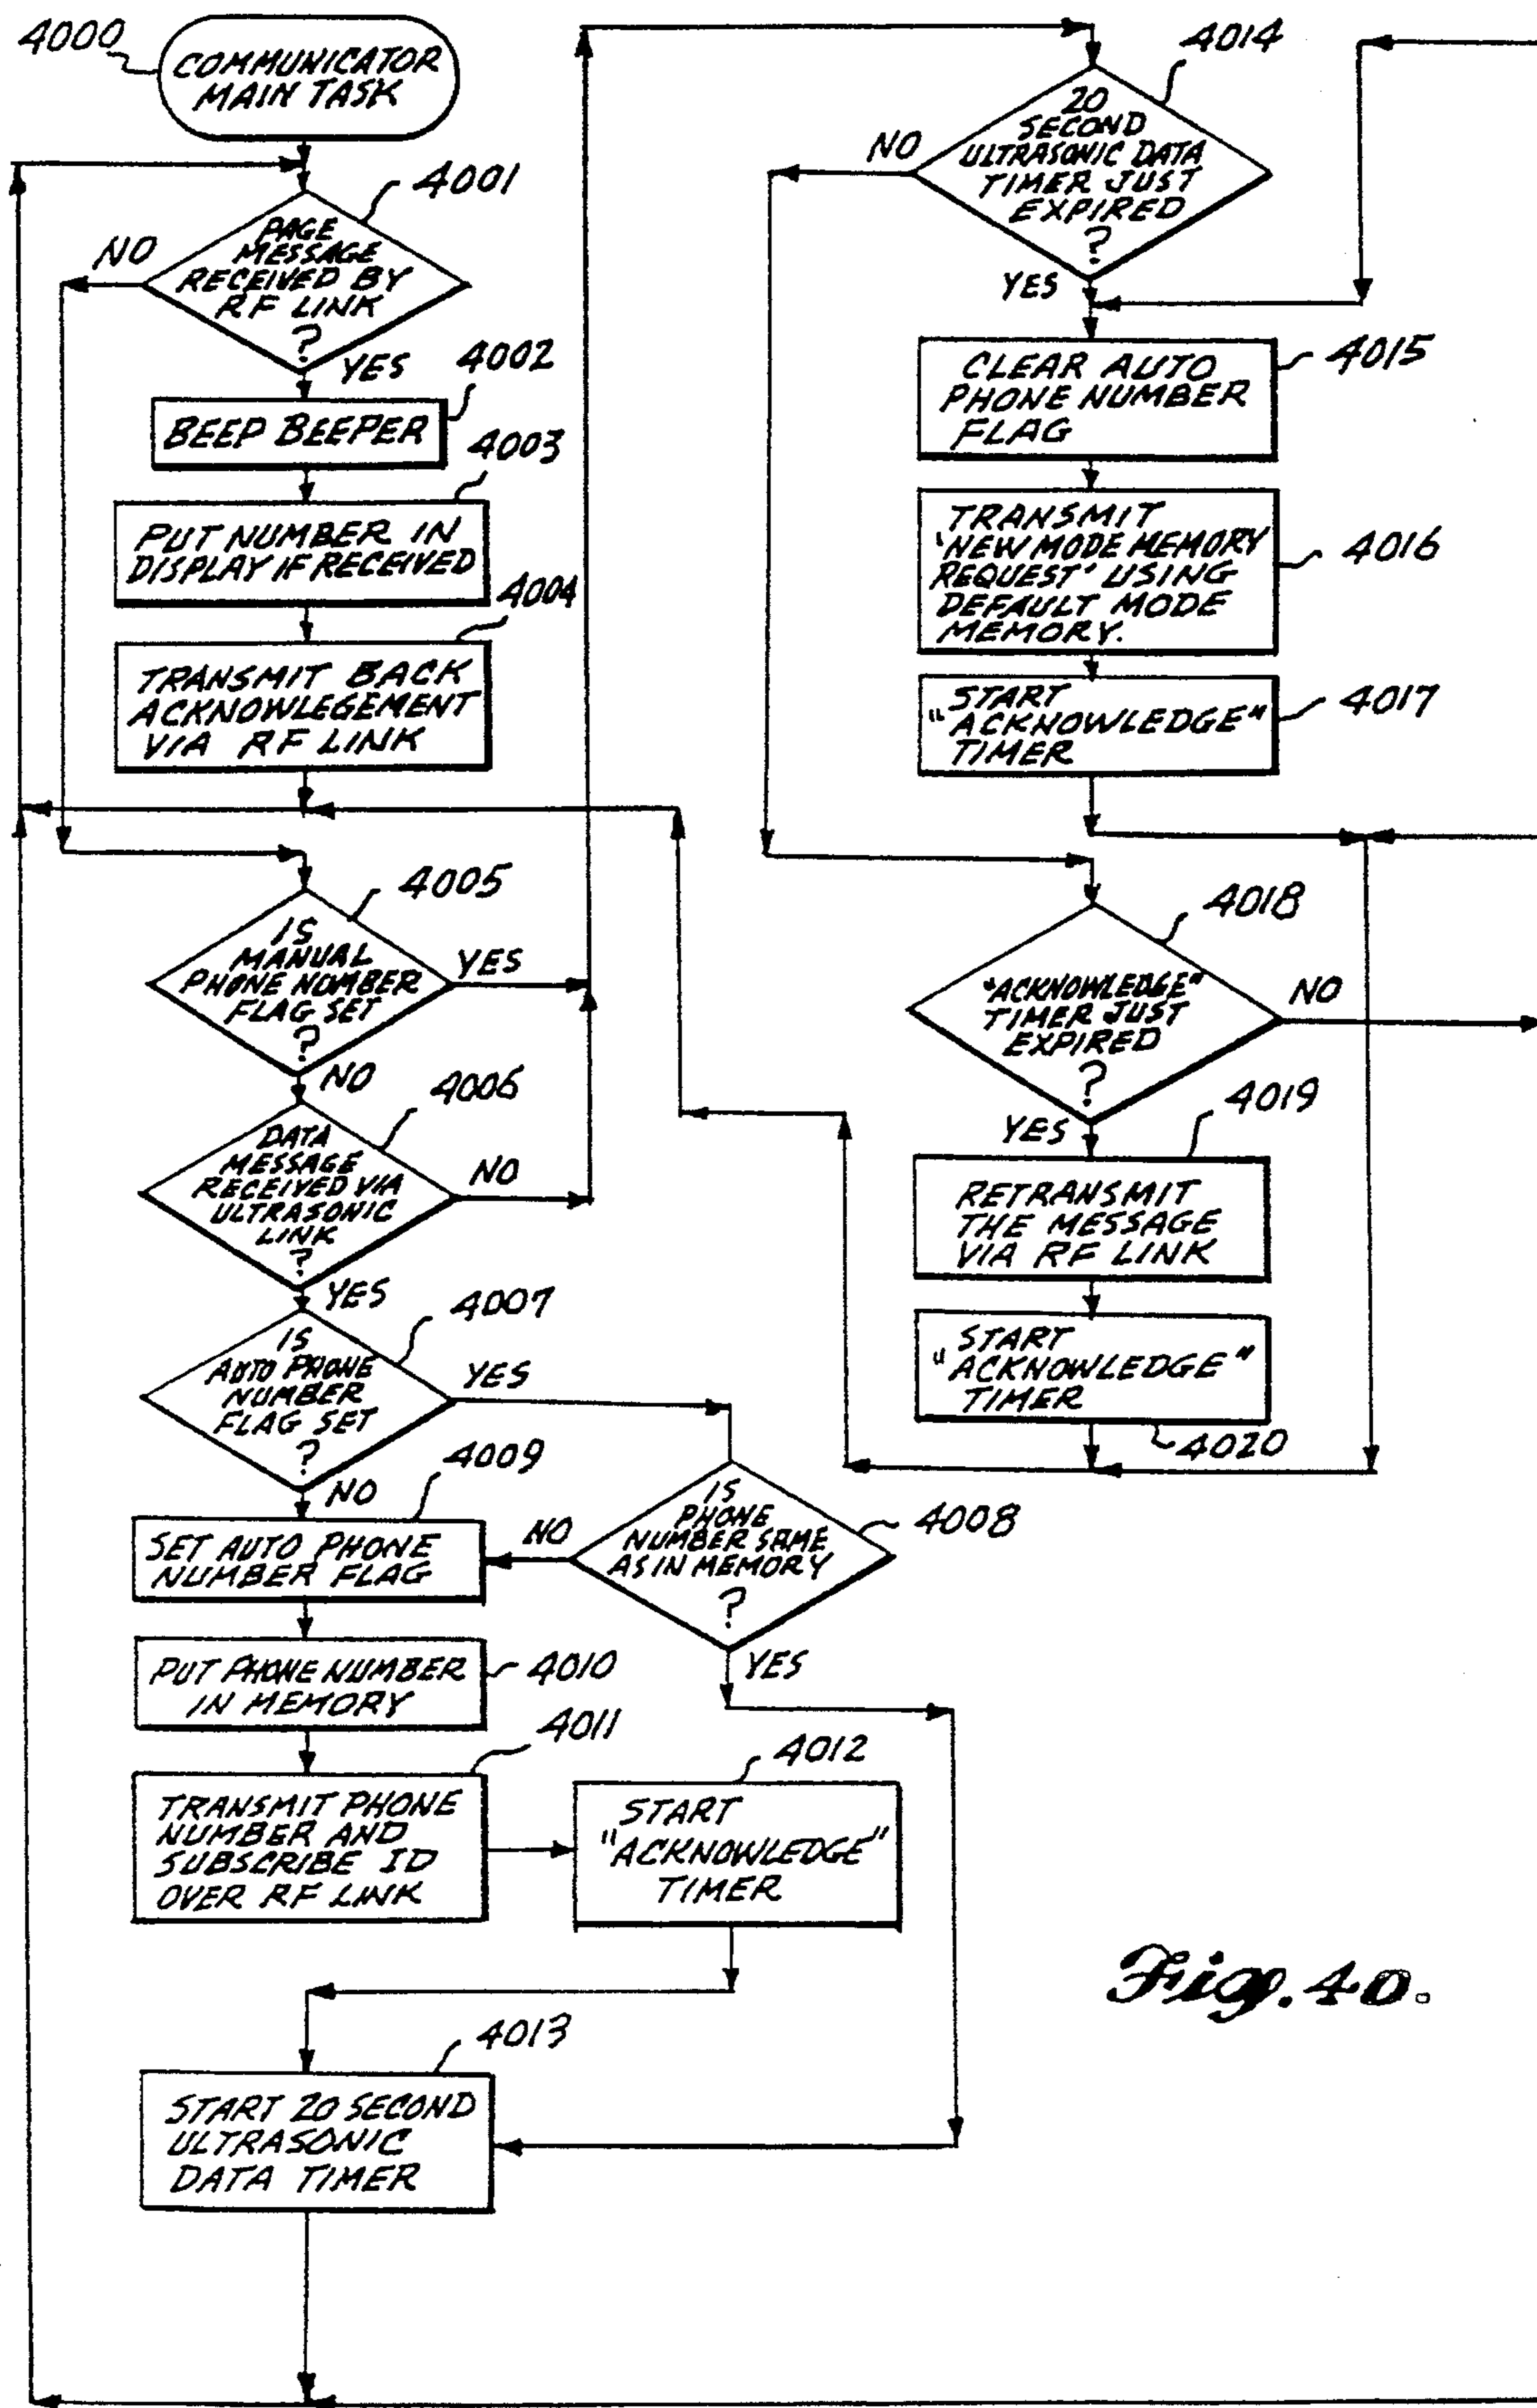 4000
COMMUNICATOR
MAIN TASK
4001
PAGE
MESSAGE
RECEIVED BY
RF LINK
?
NO
YES
4002
BEEP BEEPER
4003
PUT NUMBER IN
DISPLAY IF RECEIVED
4004
TRANSMIT BACK
ACKNOWLEGEMENT
VIA RF LINK
4005
IS
MANUAL
PHONE NUMBER
FLAG SET
?
YES
NO
4006
DATA
MESSAGE
RECEIVED VIA
ULTRASONIC
LINK
?
NO
YES
4007
IS
AUTO PHONE
NUMBER
FLAG SET
?
YES
NO
4009
SET AUTO PHONE
NUMBER FLAG
4008
IS
PHONE
NUMBER SAME
AS IN MEMORY
?
NO
YES
4010
PUT PHONE NUMBER
IN MEMORY
4011
TRANSMIT PHONE
NUMBER AND
SUBSCRIBE ID
OVER RF LINK
4012
START
"ACKNOWLEDGE"
TIMER
4013
START 20 SECOND
ULTRASONIC
DATA TIMER
4014
20
SECOND
ULTRASONIC DATA
TIMER JUST
EXPIRED
?
NO
YES
4015
CLEAR AUTO
PHONE NUMBER
FLAG
4016
TRANSMIT
'NEW MODE MEMORY
REQUEST' USING
DEFAULT MODE
MEMORY.
4017
START
"ACKNOWLEDGE"
TIMER
4018
"ACKNOWLEDGE"
TIMER JUST
EXPIRED
?
NO
YES
4019
RETRANSMIT
THE MESSAGE
VIA RF LINK
START
"ACKNOWLEDGE"
TIMER
4020
Fig. 40.